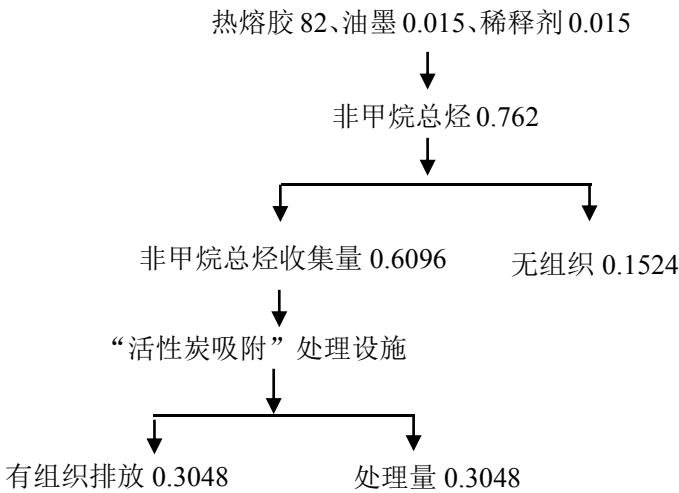 热熔胶 82、油墨 0.015、稀释剂 0.015
非甲烷总烃 0.762
非甲烷总烃收集量 0.6096
无组织 0.1524
“活性炭吸附”处理设施
有组织排放 0.3048
处理量 0.3048